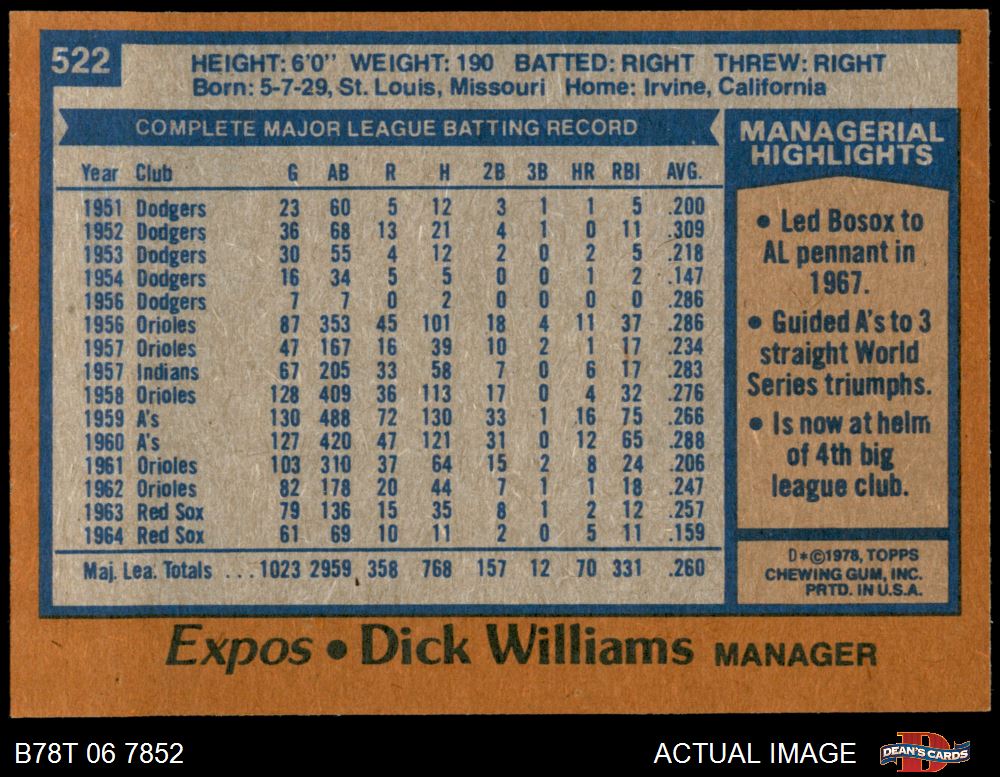 522
HEIGHT: 6'0" WEIGHT: 190 BATTED: RIGHT THREW: RIGHT
Born: 5-7-29, St. Louis, Missouri Home: Irvine, California
COMPLETE MAJOR LEAGUE BATTING RECORD
Year Club G AB R H 2B 3B HR RBI AVG.
1951 Dodgers 23 60 5 12 3 1 1 5 .200
1952 Dodgers 36 68 13 21 4 1 0 11 .309
1953 Dodgers 30 55 4 12 2 0 2 5 .218
1954 Dodgers 16 34 5 5 0 0 1 2 .147
1956 Dodgers 7 7 0 2 0 0 0 0 .286
1956 Orioles 87 353 45 101 18 4 11 37 .286
1957 Orioles 47 167 16 39 10 2 1 17 .234
1957 Indians 67 205 33 58 7 0 6 17 .283
1958 Orioles 128 409 36 113 17 0 4 32 .276
1959 A's 130 488 72 130 33 1 16 75 .266
1960 A's 127 420 47 121 31 0 12 65 .288
1961 Orioles 103 310 37 64 15 2 8 24 .206
1962 Orioles 82 178 20 44 7 1 1 18 .247
1963 Red Sox 79 136 15 35 8 1 2 12 .257
1964 Red Sox 61 69 10 11 2 0 5 11 .159
Maj. Lea. Totals ... 1023 2959 358 768 157 12 70 331 .260
MANAGERIAL
HIGHLIGHTS
• Led Bosox to
AL pennant in
1967.
• Guided A's to 3
straight World
Series triumphs.
• Is now at helm
of 4th big
league club.
D*©1978, TOPPS
CHEWING GUM, INC.
PRTD. IN U.S.A.
Expos • Dick Williams MANAGER
B78T 06 7852
ACTUAL IMAGE
DEAN'S CARDS